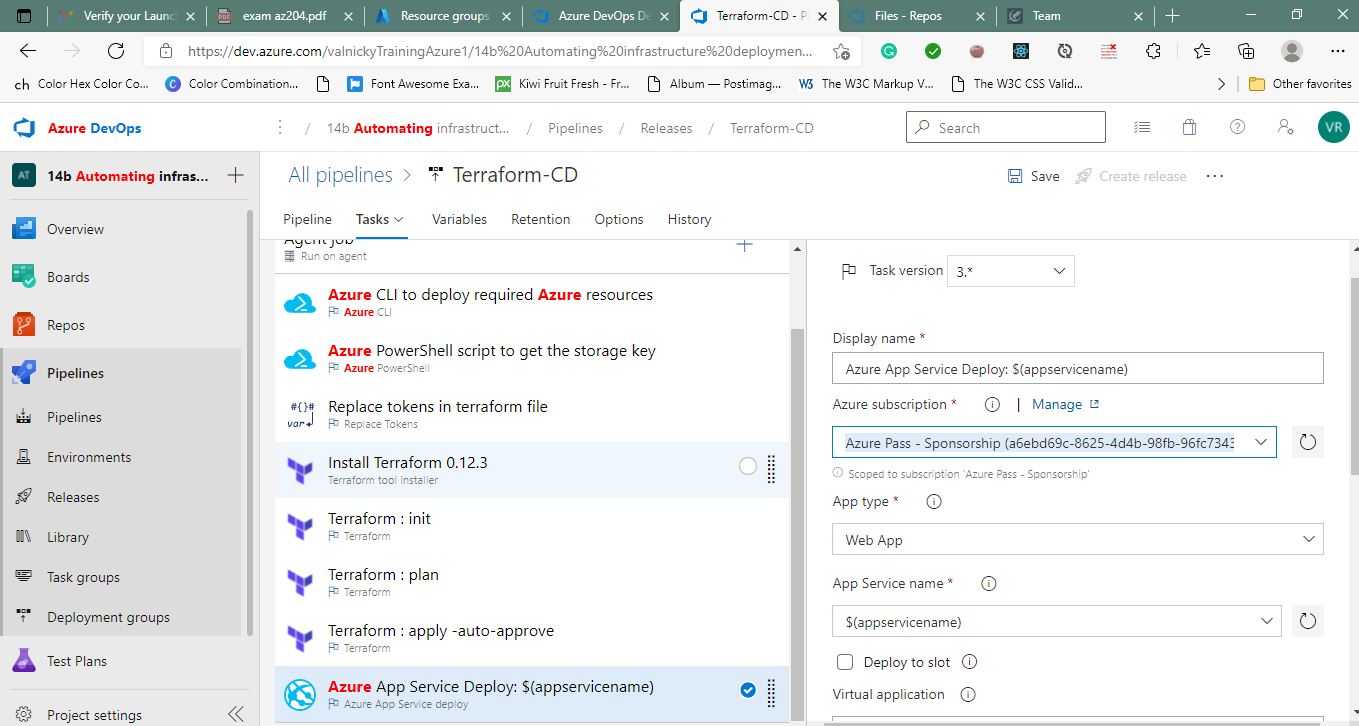 Verify your Launc
exam az204.pdf
Resource groups
Azure DevOps De
Terraform-CD - Pi
Files - Repos
Team
https://dev.azure.com/valnickyTrainingAzure1/14b%20Automating%20infrastructure%20deploymen...
ch Color Hex Color Co...
Color Combination...
Font Awesome Exa...
Kiwi Fruit Fresh - Fr...
Album — Postimag...
The W3C Markup V...
The W3C CSS Valid...
Other favorites
Azure DevOps
/ 14b Automating infrastruct... / Pipelines / Releases / Terraform-CD
Search
VR
AT 14b Automating infras...
Overview
Boards
Repos
Pipelines
Pipelines
Environments
Releases
Library
Task groups
Deployment groups
Test Plans
Project settings
All pipelines > Terraform-CD
Save
Create release
Pipeline
Tasks
Variables
Retention
Options
History
Agent job
Run on agent
Azure CLI to deploy required Azure resources
Azure CLI
Azure PowerShell script to get the storage key
Azure PowerShell
Replace tokens in terraform file
Replace Tokens
Install Terraform 0.12.3
Terraform tool installer
Terraform : init
Terraform
Terraform : plan
Terraform
Terraform : apply -auto-approve
Terraform
Azure App Service Deploy: $(appservicename)
Azure App Service deploy
Task version 3.*
Display name *
Azure App Service Deploy: $(appservicename)
Azure subscription * | Manage
Azure Pass - Sponsorship (a6ebd69c-8625-4d4b-98fb-96fc7343
Scoped to subscription 'Azure Pass - Sponsorship'
App type *
Web App
App Service name *
$(appservicename)
Deploy to slot
Virtual application